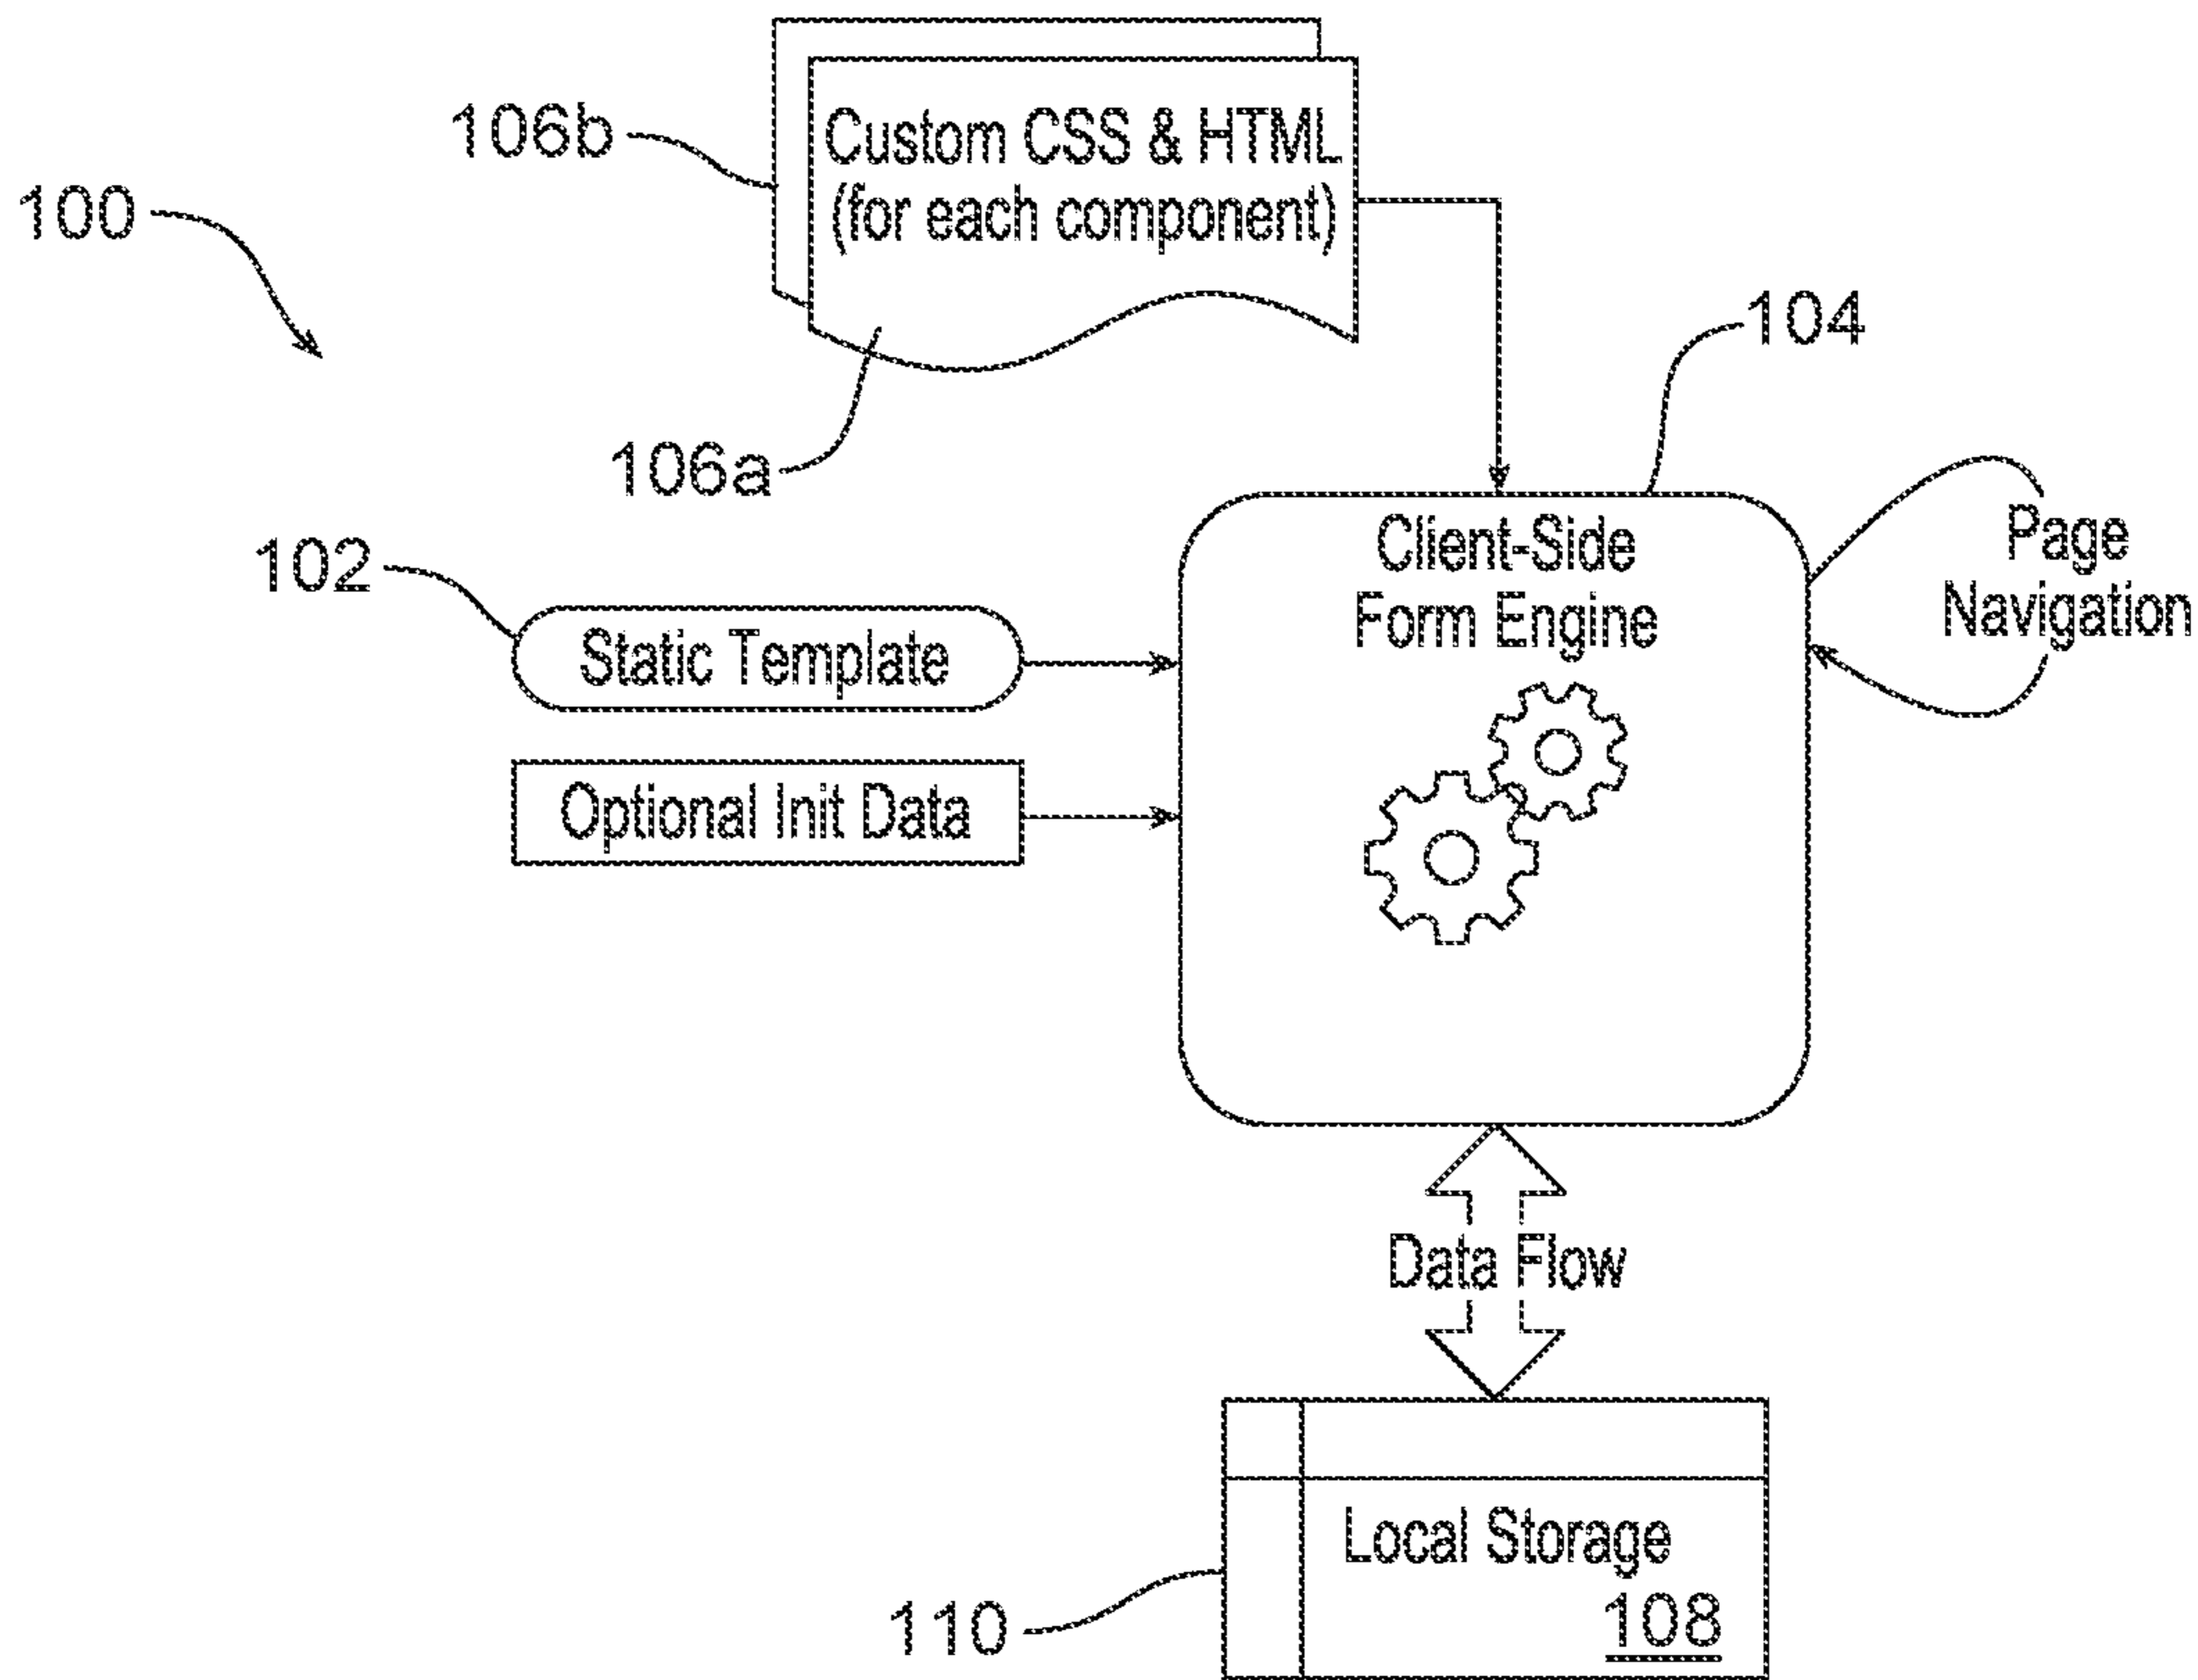 106b
Custom CSS & HTML
(for each component)
100
104
106a
Client-Side
Form Engine
Page
Navigation
102
Static Template
Optional Init Data
Data Flow
Local Storage
108
110